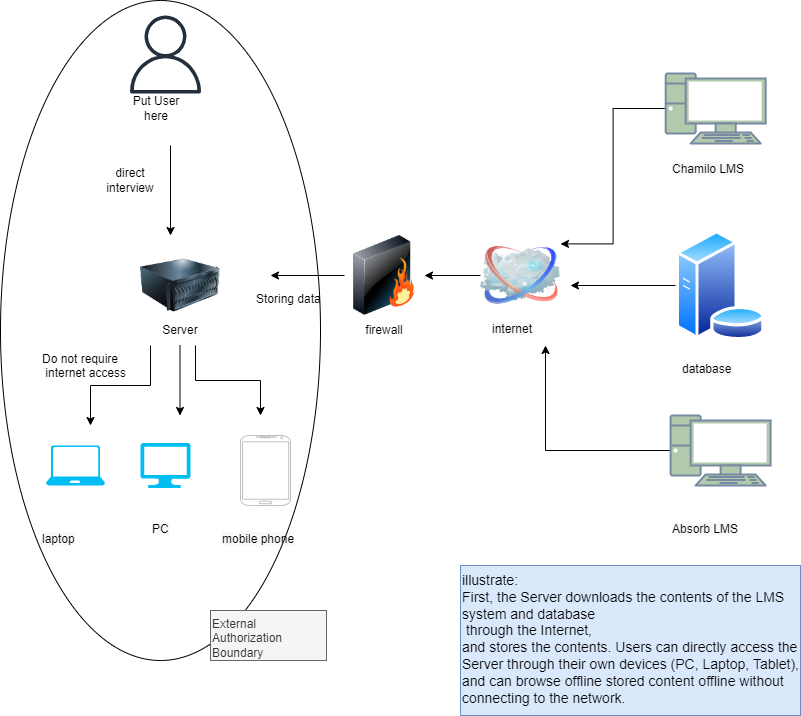 Put User
here
direct
interview
Chamilo LMS
Storing data
Server
firewall
internet
Do not require
internet access
database
laptop
PC
mobile phone
Absorb LMS
illustrate:
First, the Server downloads the contents of the LMS
system and database
through the Internet,
and stores the contents. Users can directly access the
Server through their own devices (PC, Laptop, Tablet),
and can browse offline stored content offline without
connecting to the network.
External
Authorization
Boundary